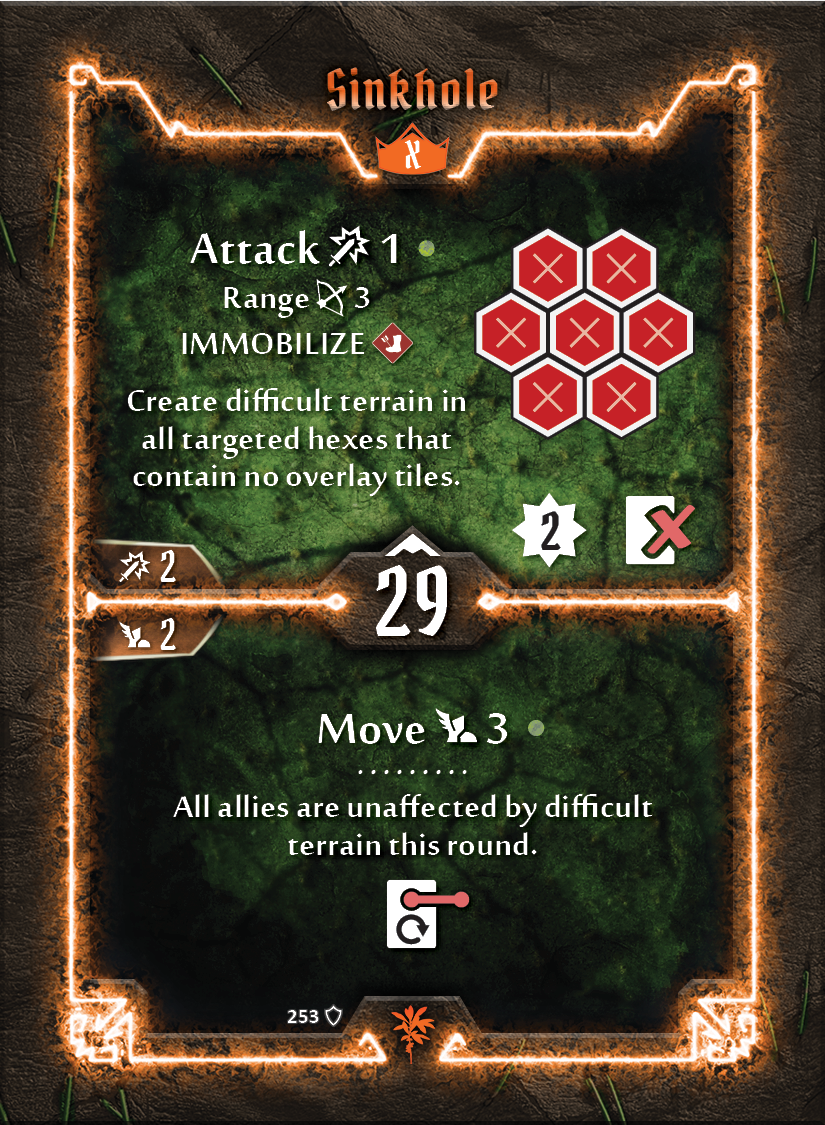 Sinkhole
X
Attack 1
Range 3
IMMOBILIZE
Create difficult terrain in
all targeted hexes that
contain no overlay tiles.
2
2
29
2
Move 3
All allies are unaffected by difficult
terrain this round.
253